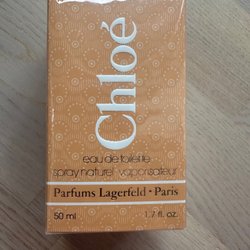 Chloé
eau de toilette
spray naturel vaporisateur
Parfums Lagerfeld • Paris
50 ml 1.7 fl. oz.